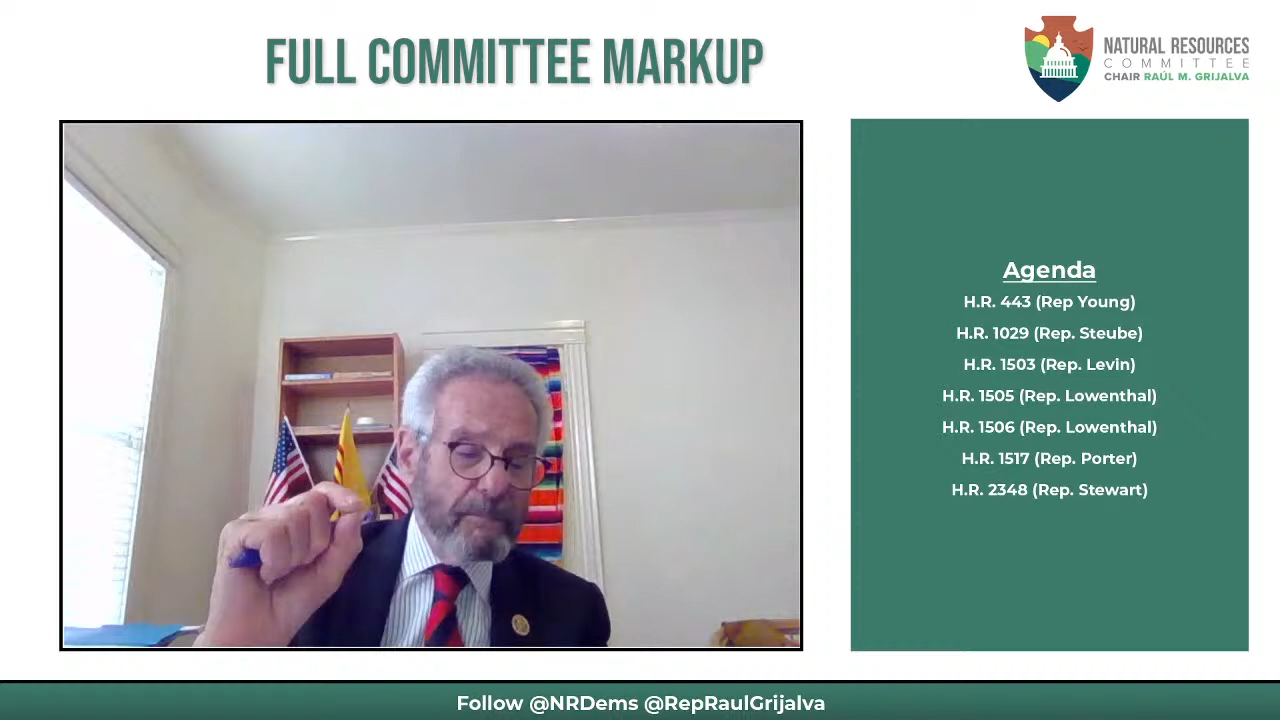 FULL COMMITTEE MARKUP
NATURAL RESOURCES
COMMITTEE
CHAIR RAÚL M. GRIJALVA
Agenda
H.R. 443 (Rep Young)
H.R. 1029 (Rep. Steube)
H.R. 1503 (Rep. Levin)
H.R. 1505 (Rep. Lowenthal)
H.R. 1506 (Rep. Lowenthal)
H.R. 1517 (Rep. Porter)
H.R. 2348 (Rep. Stewart)
Follow @NRDems @RepRaulGrijalva